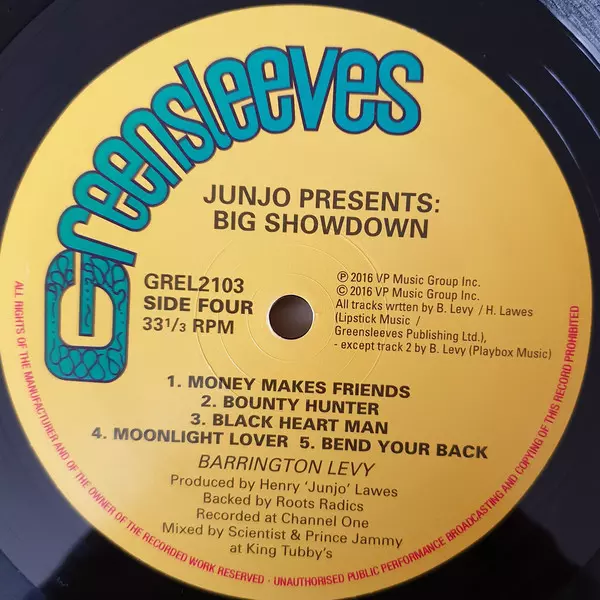 Greensleeves
JUNJO PRESENTS:
BIG SHOWDOWN
GREL2103
SIDE FOUR
33 1/3 RPM
℗ 2016 VP Music Group Inc.
© 2016 VP Music Group Inc.
All tracks wrtten by B. Levy / H. Lawes
(Lipstick Music /
Greensleeves Publishing Ltd.),
- except track 2 by B. Levy (Playbox Music)
1. MONEY MAKES FRIENDS
2. BOUNTY HUNTER
3. BLACK HEART MAN
4. MOONLIGHT LOVER 5. BEND YOUR BACK
BARRINGTON LEVY
Produced by Henry 'Junjo' Lawes
Backed by Roots Radics
Recorded at Channel One
Mixed by Scientist & Prince Jammy
at King Tubby's
ALL RIGHTS OF THE MANUFACTURER AND OF THE OWNER OF THE RECORDED WORK RESERVED - UNAUTHORISED PUBLIC PERFORMANCE BROADCASTING AND COPYING OF THIS RECORD PROHIBITED